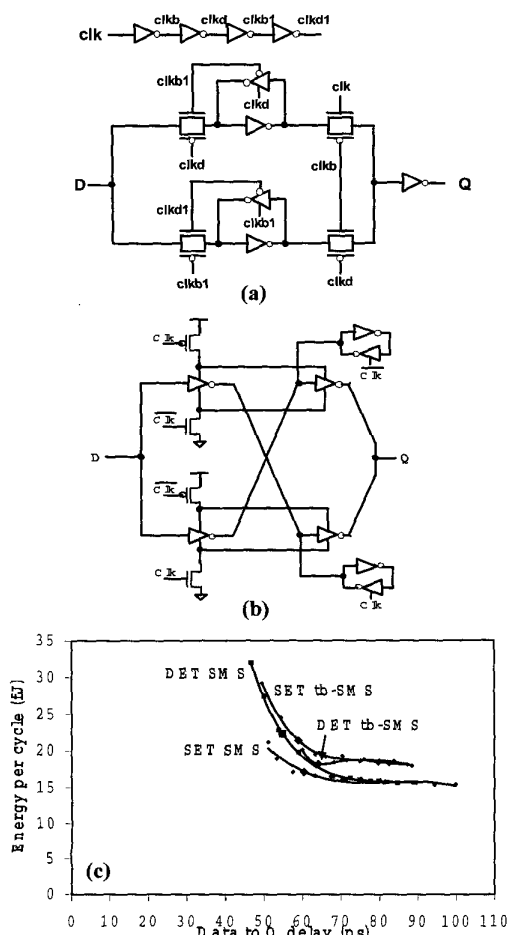 clkb clkd clkb1 clkd1
clk
clkb1 clkd clk
clkd clkb
D Q
clkd1 clkb1
clkb1 clkd
(a)
Clk
Clk
Clk
D Q
Clk
Clk
Clk
(b)
35
30
25
20
15
10
5
0
Energy per cycle (fJ)
DET SMS
SET tb-SMS
DET tb-SMS
SET SMS
(c)
0 10 20 30 40 50 60 70 80 90 100 110
Data to Q delay (ps)